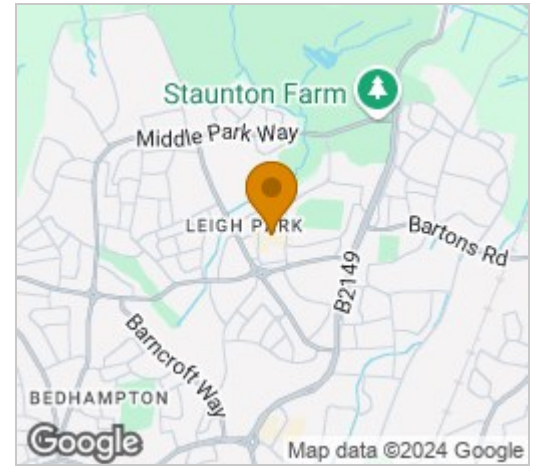 Staunton Farm
Middle Park Way
LEIGH PARK
Bartons Rd
B2149
Barncroft Way
BEDHAMPTON
Google
Map data ©2024 Google